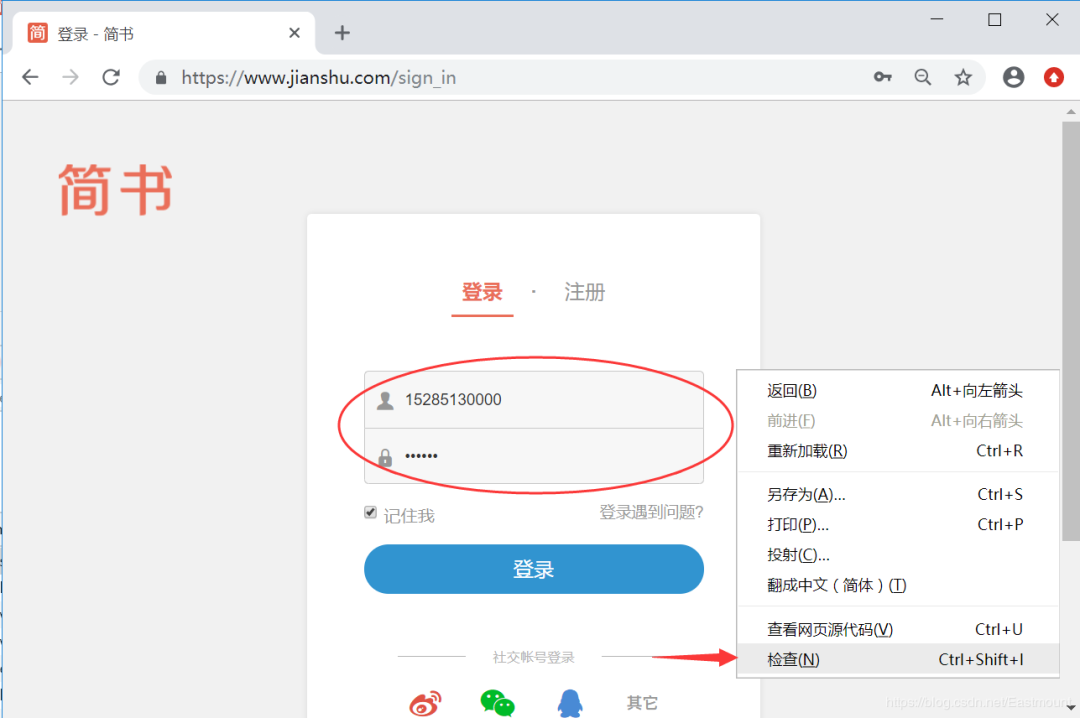 简 登录 - 简书
https://www.jianshu.com/sign_in
简书
登录 · 注册
15285130000
••••••
记住我 登录遇到问题?
登录
社交帐号登录
其它
返回(B) Alt+向左箭头
前进(F) Alt+向右箭头
重新加载(R) Ctrl+R
另存为(A)... Ctrl+S
打印(P)... Ctrl+P
投射(C)...
翻成中文（简体）(T)
查看网页源代码(V) Ctrl+U
检查(N) Ctrl+Shift+I
https://blog.csdn.net/Eastmount